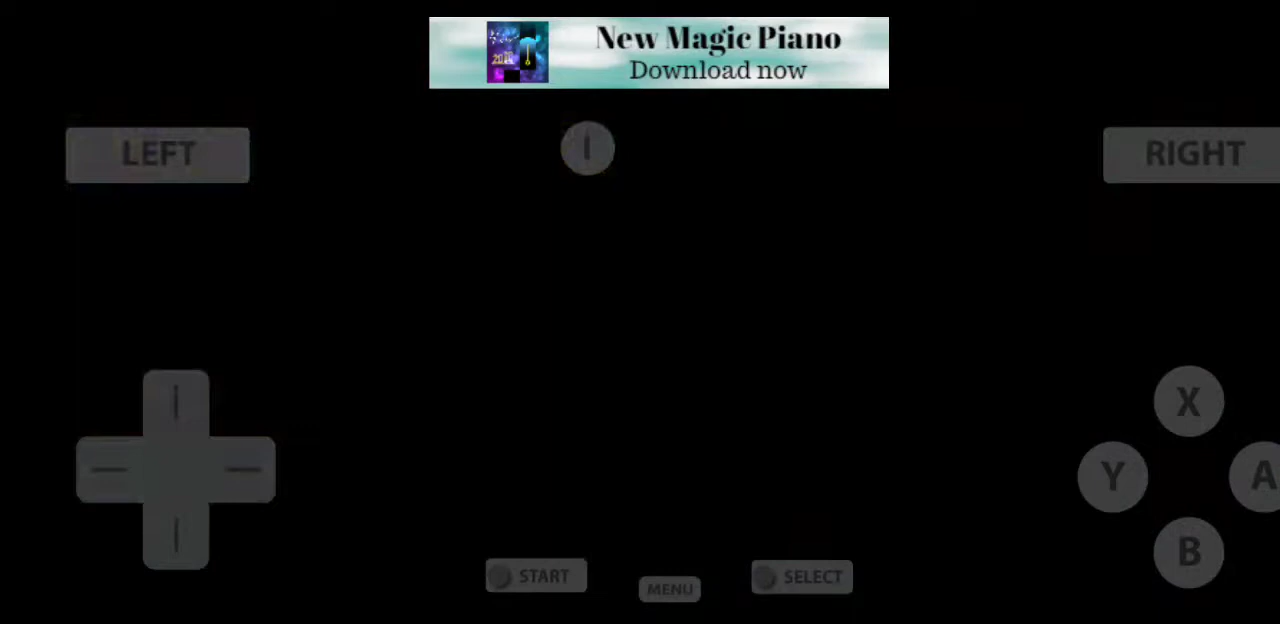 New Magic Piano
Download now
LEFT
RIGHT
X
Y
A
B
START
SELECT
MENU